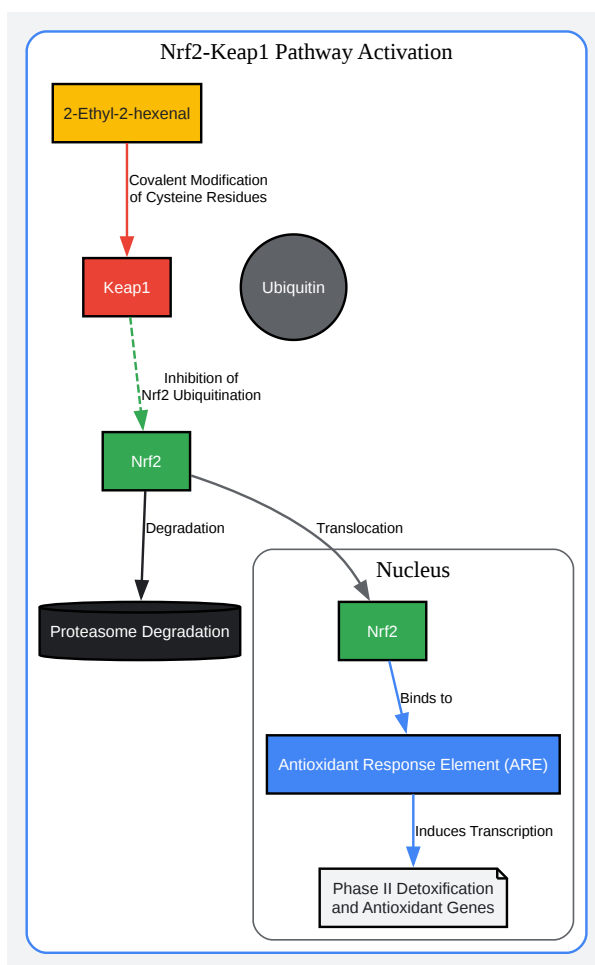 Nrf2-Keap1 Pathway Activation
2-Ethyl-2-hexenal
Covalent Modification
of Cysteine Residues
Keap1
Ubiquitin
Inhibition of
Nrf2 Ubiquitination
Nrf2
Degradation
Translocation
Nucleus
Proteasome Degradation
Nrf2
Binds to
Antioxidant Response Element (ARE)
Induces Transcription
Phase II Detoxification
and Antioxidant Genes